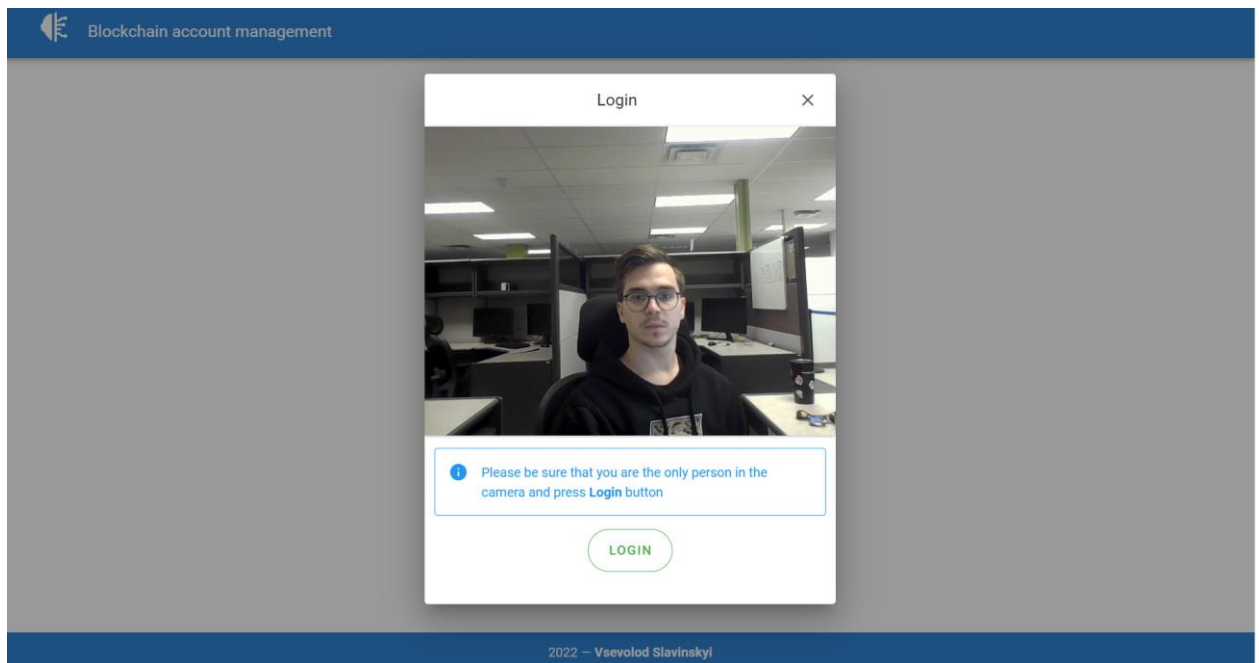 Blockchain account management
Login
Please be sure that you are the only person in the
camera and press Login button
LOGIN
2022 — Vsevolod Slavinskyi